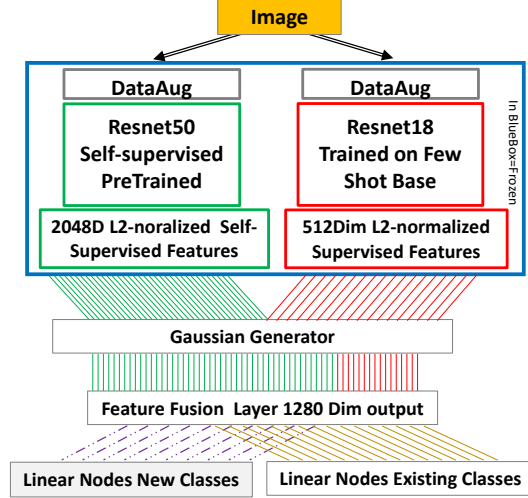 Image
DataAug
DataAug
Resnet50
Self-supervised
PreTrained
Resnet18
Trained on Few
Shot Base
In BlueBox=Frozen
2048D L2-noralized Self-
Supervised Features
512Dim L2-normalized
Supervised Features
Gaussian Generator
Feature Fusion Layer 1280 Dim output
Linear Nodes New Classes
Linear Nodes Existing Classes